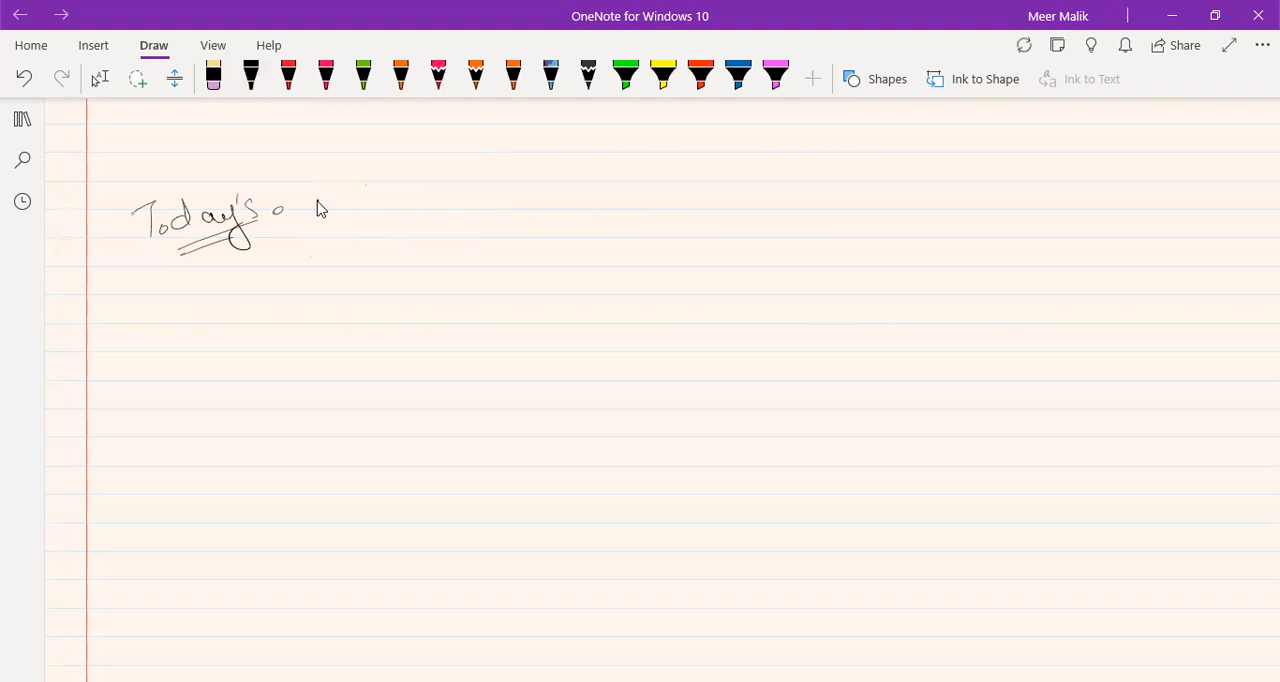 OneNote for Windows 10
Meer Malik
Home Insert Draw View Help
Share
Shapes
Ink to Shape
Ink to Text
Today's